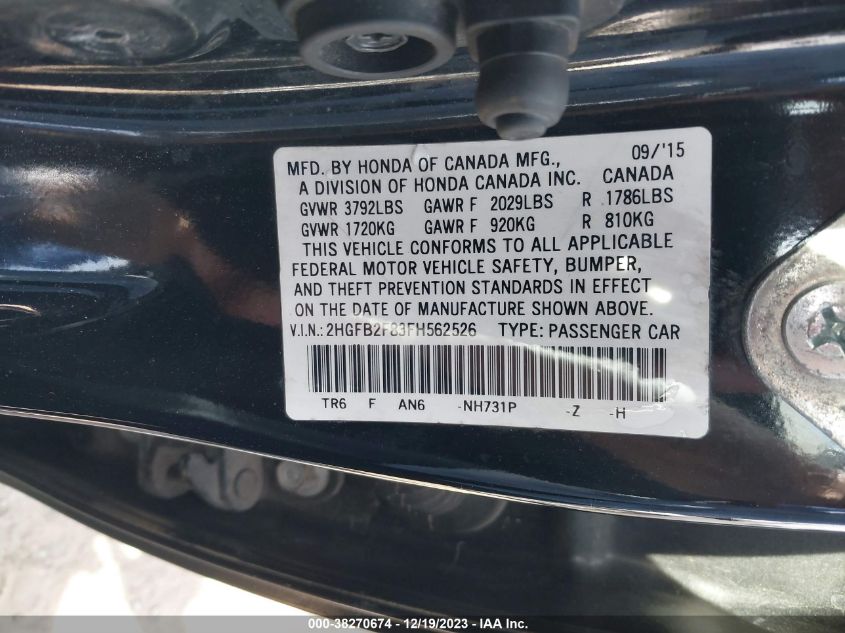 MFD. BY HONDA OF CANADA MFG., 09/'15
A DIVISION OF HONDA CANADA INC. CANADA
GVWR 3792LBS GAWR F 2029LBS R 1786LBS
GVWR 1720KG GAWR F 920KG R 810KG
THIS VEHICLE CONFORMS TO ALL APPLICABLE
FEDERAL MOTOR VEHICLE SAFETY, BUMPER,
AND THEFT PREVENTION STANDARDS IN EFFECT
ON THE DATE OF MANUFACTURE SHOWN ABOVE.
V.I.N.: 2HGFB2F83FH562526 TYPE: PASSENGER CAR
TR6 F AN6 -NH731P -Z -H
000-38270674 - 12/19/2023 - IAA Inc.